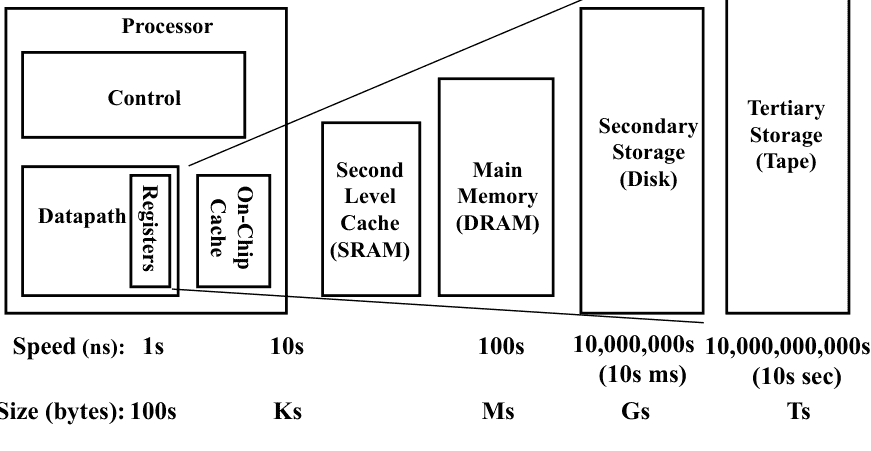 Processor
Control
Datapath
Registers
On-Chip
Cache
Second
Level
Cache
(SRAM)
Main
Memory
(DRAM)
Secondary
Storage
(Disk)
Tertiary
Storage
(Tape)
Speed (ns): 1s 10s 100s 10,000,000s 10,000,000,000s
(10s ms) (10s sec)
Size (bytes): 100s Ks Ms Gs Ts